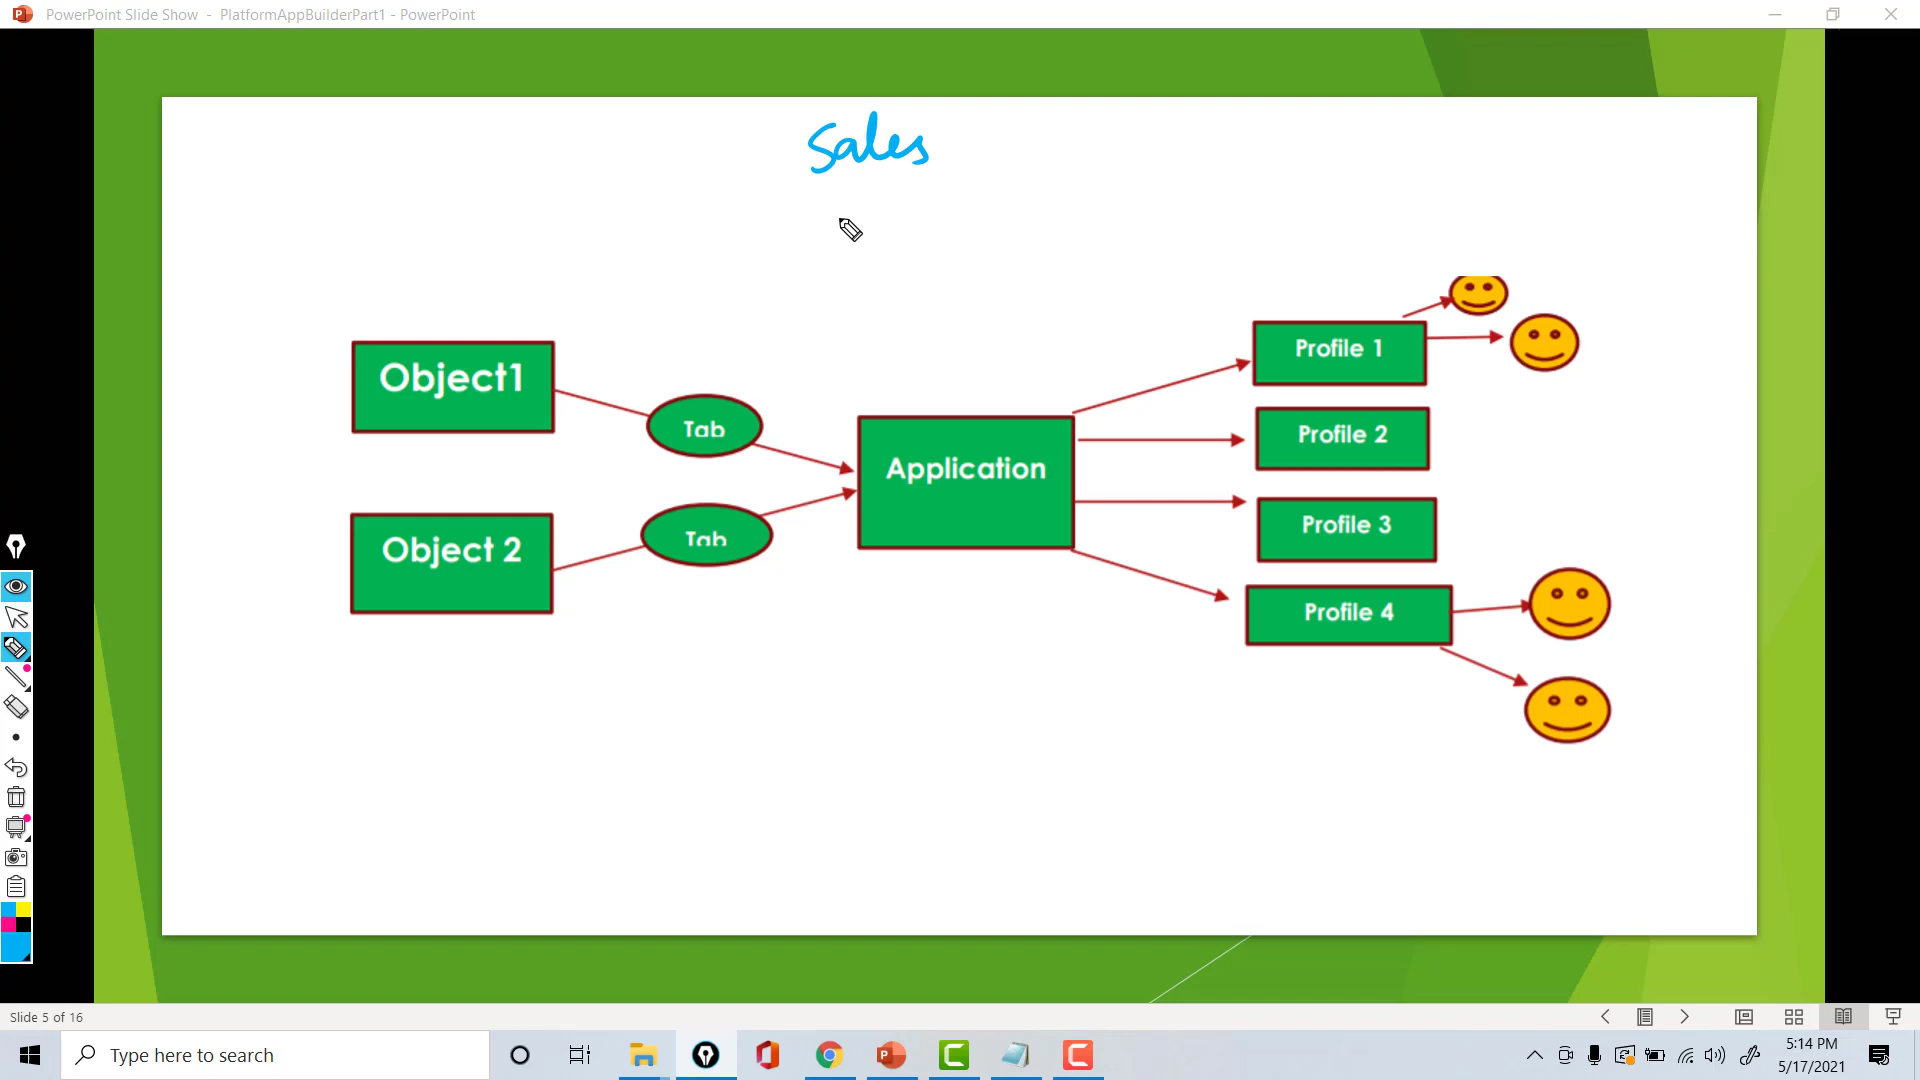 PowerPoint Slide Show - PlatformAppBuilderPart1 - PowerPoint
Sales
Object1
Tab
Object 2
Tab
Application
Profile 1
Profile 2
Profile 3
Profile 4
Slide 5 of 16
Type here to search
5:14 PM
5/17/2021